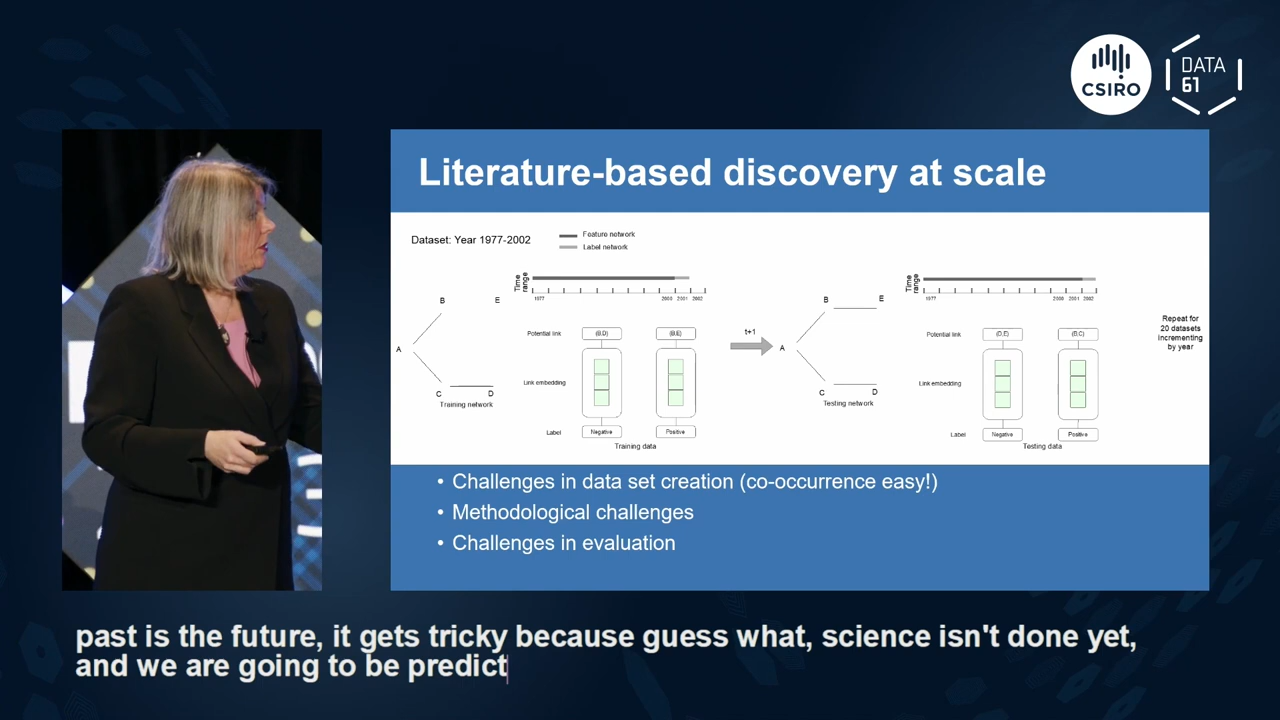 CSIRO
DATA
61
Literature-based discovery at scale
Dataset: Year 1977-2002
Feature network
Label network
Time
range
1977
2000
2001
2002
B
E
A
C
D
Training network
Potential link
(B,D)
(B,E)
Link embedding
Label
Negative
Positive
Training data
t+1
Time
range
1977
2000
2001
2002
B
E
A
C
D
Testing network
Potential link
(D,E)
(B,C)
Link embedding
Label
Negative
Positive
Testing data
Repeat for
20 datasets
incrementing
by year
• Challenges in data set creation (co-occurrence easy!)
• Methodological challenges
• Challenges in evaluation
past is the future, it gets tricky because guess what, science isn't done yet,
and we are going to be predict